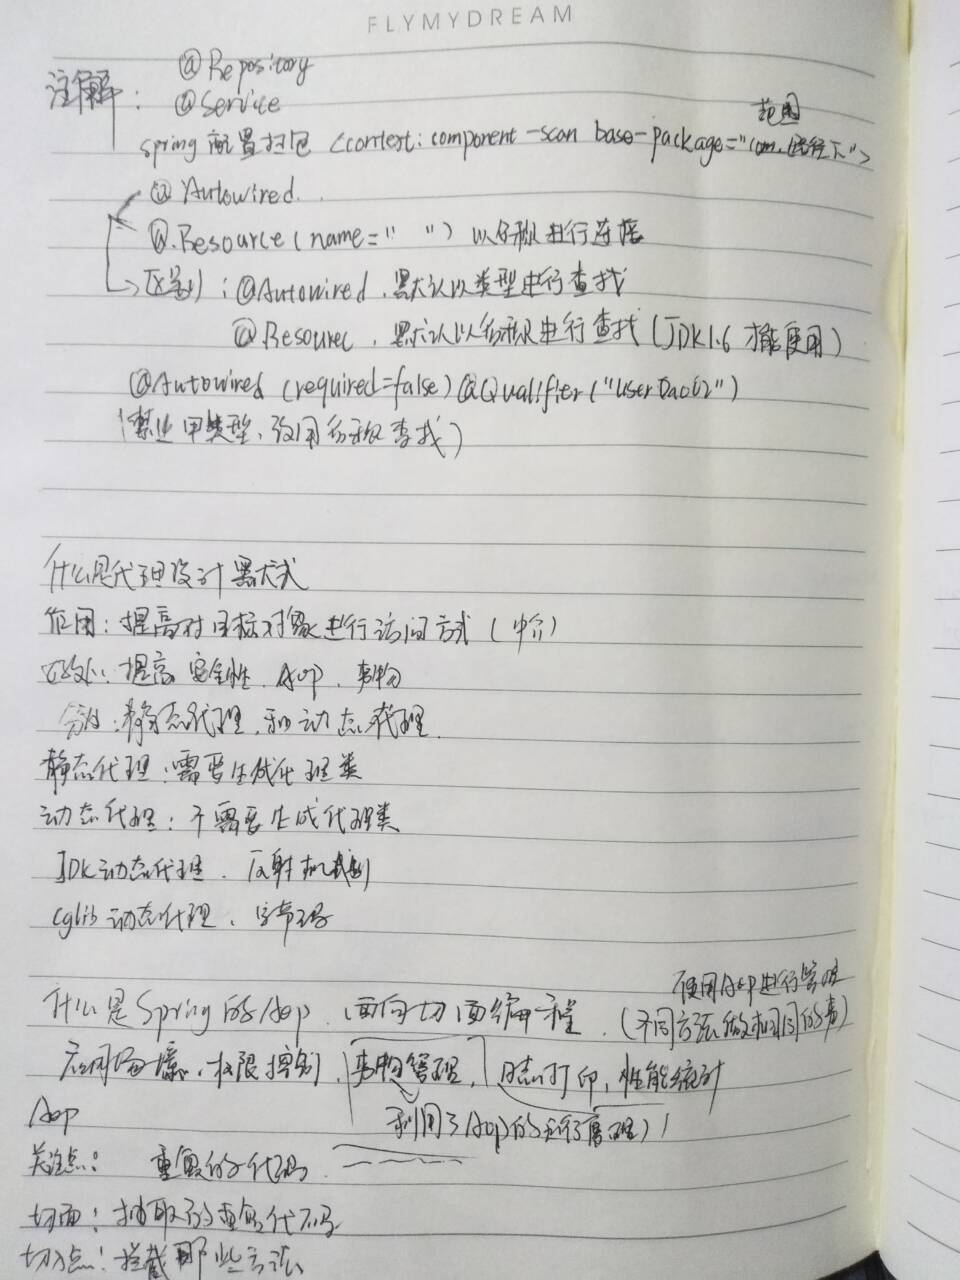 FLYMYDREAM
@Repository
注解： @Service
范围
spring 配置扫包 <context: component-scan base-package="com.路径下">
@Autowired
@Resource(name=" ") 以名称进行连接
区别：@Autowired、默认以类型进行查找
@Resourec、默认以名称进行查找(JDK1.6 才能使用)
@Autowired (required=false) @Qualifier("userDao02")
(禁止用类型、改用名称查找)
什么是代理设计模式
作用：提高对目标对象进行访问方式(中介)
好处：提高安全性、Aop、事物
分为：静态代理、和动态代理
静态代理：需要生成代理类
动态代理：不需要生成代理类
JDK动态代理、反射机制
cglib动态代理、字节码
使用Aop进行管理
什么是Spring的Aop、面向切面编程、(不同方法做相同的事)
应用场景、权限控制、事物管理、日志打印、性能统计
利用了Aop的运行原理)
Aop
关注点：重复的代码
切面：抽取的重复代码
切入点：拦截那些方法